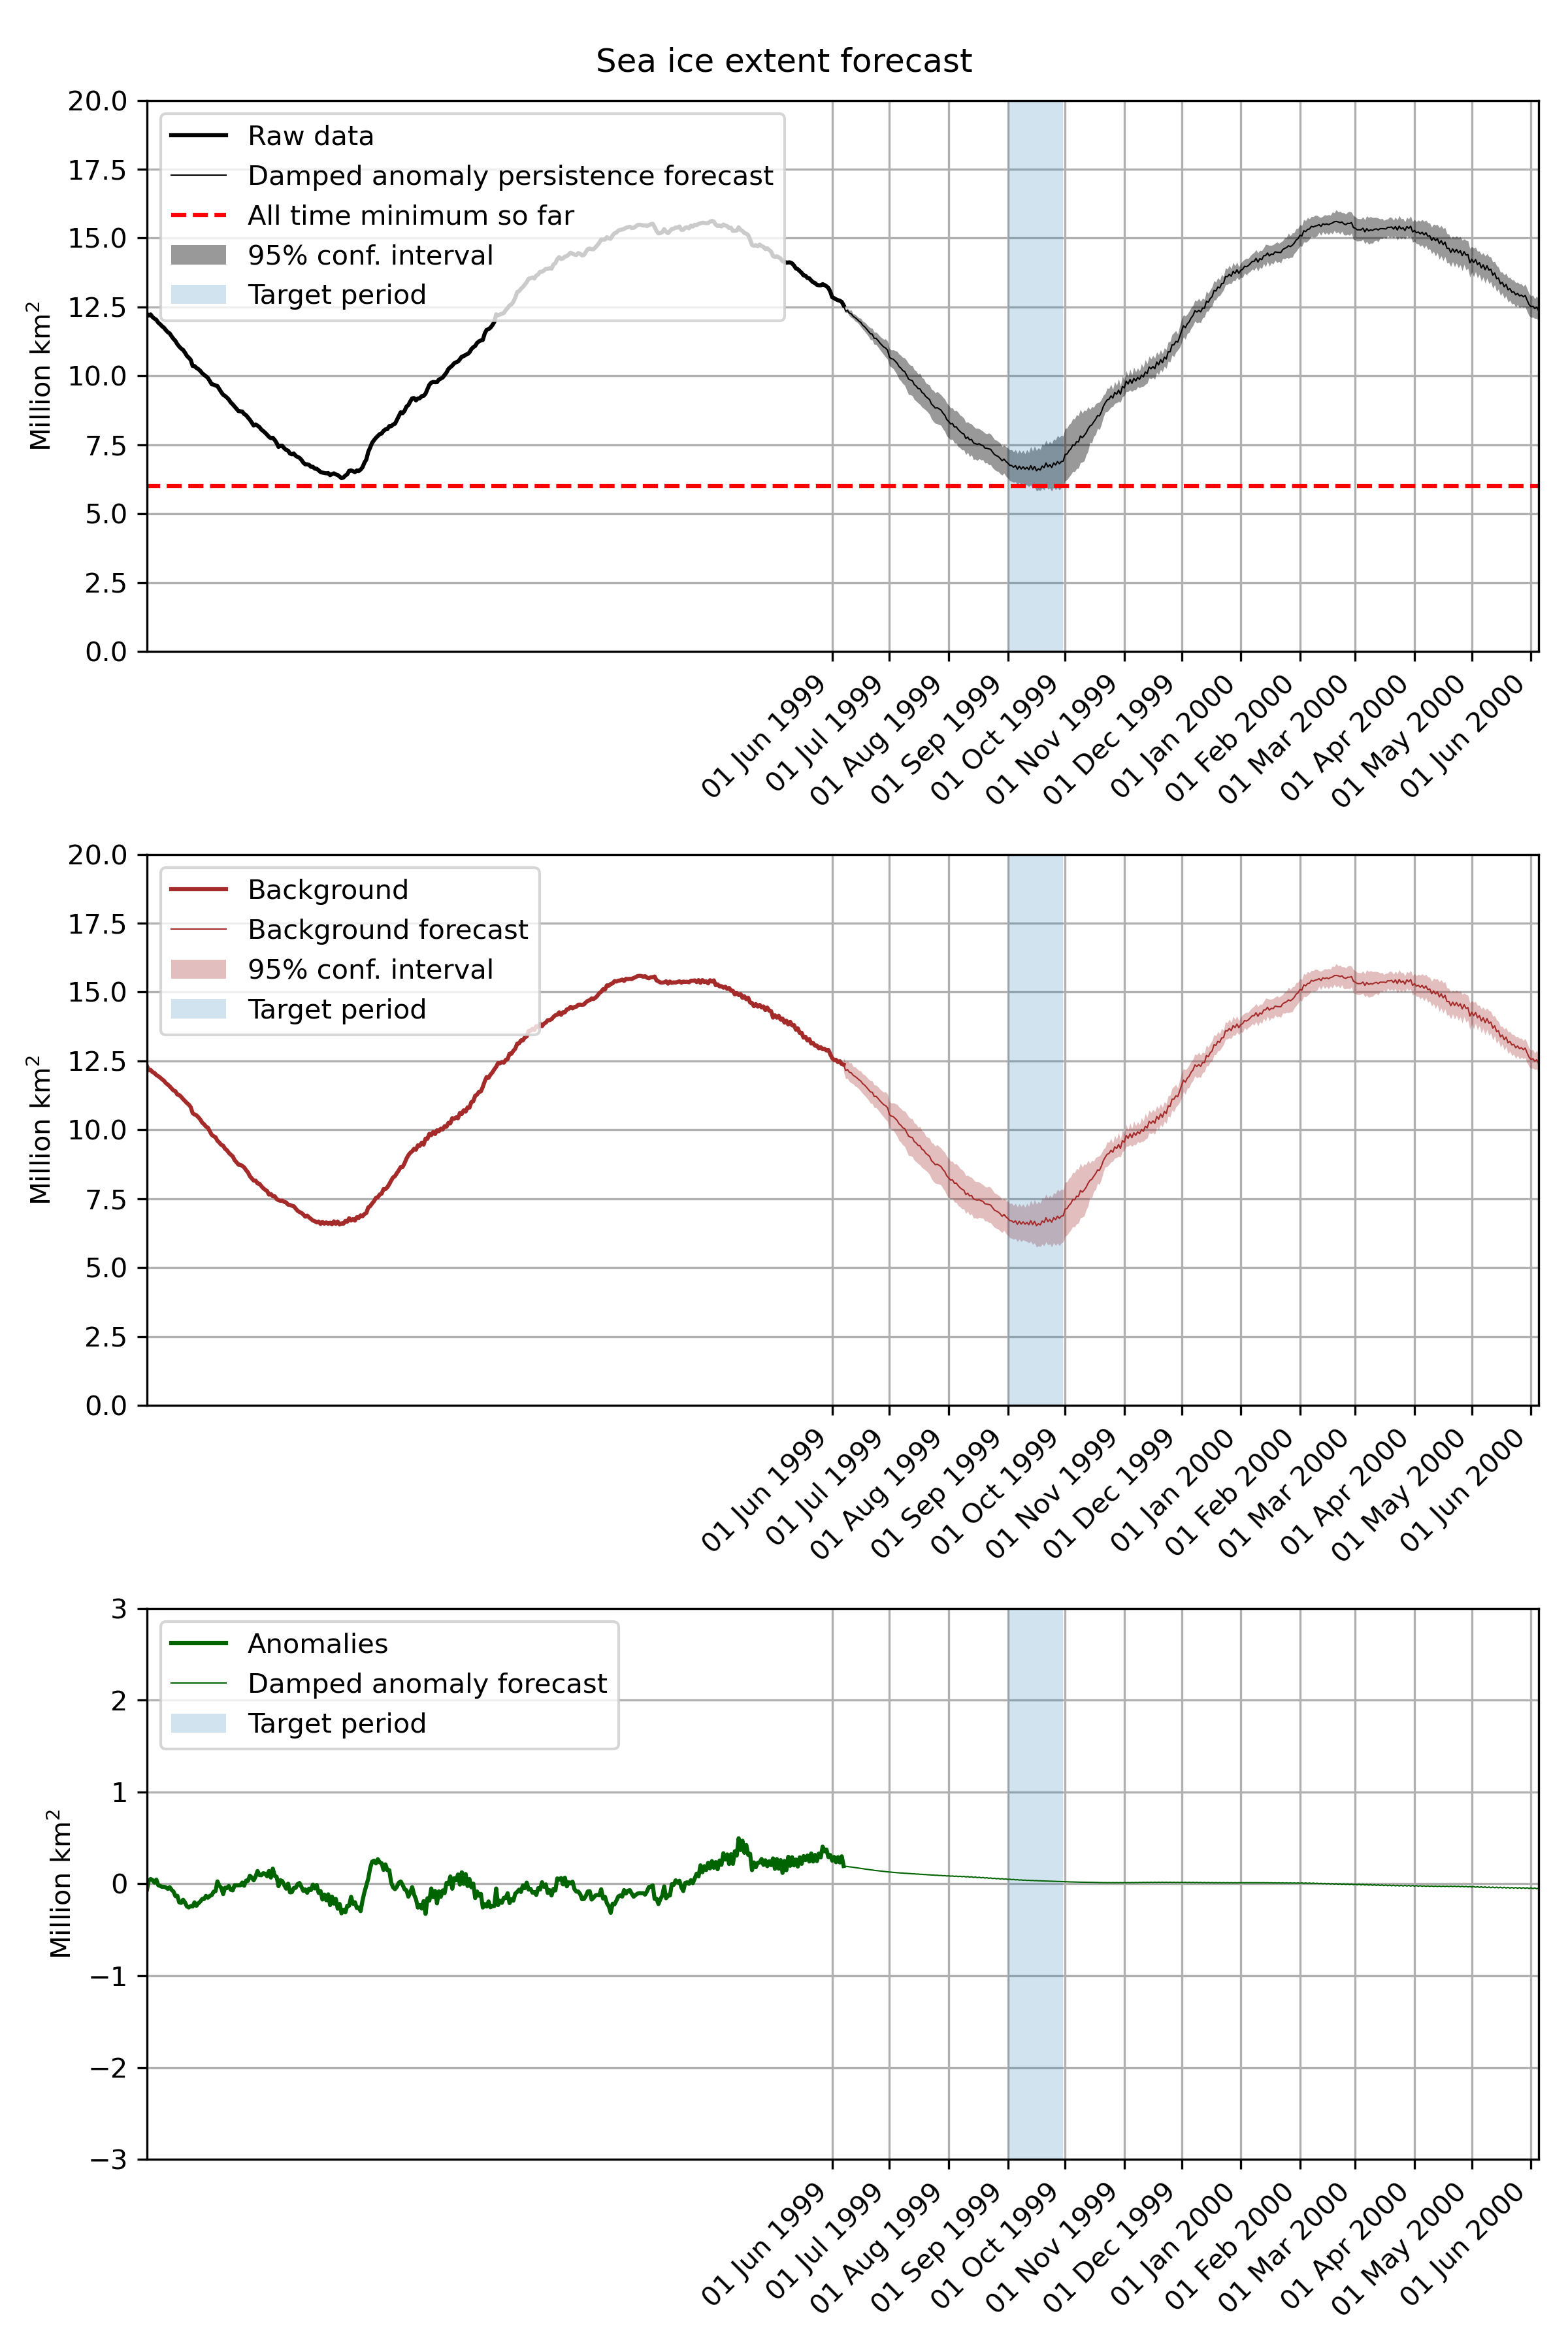 Sea ice extent forecast
20.0
17.5
15.0
12.5
10.0
7.5
5.0
2.5
0.0
Million km²
Raw data
Damped anomaly persistence forecast
All time minimum so far
95% conf. interval
Target period
01 Jun 1999
01 Jul 1999
01 Aug 1999
01 Sep 1999
01 Oct 1999
01 Nov 1999
01 Dec 1999
01 Jan 2000
01 Feb 2000
01 Mar 2000
01 Apr 2000
01 May 2000
01 Jun 2000
20.0
17.5
15.0
12.5
10.0
7.5
5.0
2.5
0.0
Million km²
Background
Background forecast
95% conf. interval
Target period
01 Jun 1999
01 Jul 1999
01 Aug 1999
01 Sep 1999
01 Oct 1999
01 Nov 1999
01 Dec 1999
01 Jan 2000
01 Feb 2000
01 Mar 2000
01 Apr 2000
01 May 2000
01 Jun 2000
3
2
1
0
−1
−2
−3
Million km²
Anomalies
Damped anomaly forecast
Target period
01 Jun 1999
01 Jul 1999
01 Aug 1999
01 Sep 1999
01 Oct 1999
01 Nov 1999
01 Dec 1999
01 Jan 2000
01 Feb 2000
01 Mar 2000
01 Apr 2000
01 May 2000
01 Jun 2000